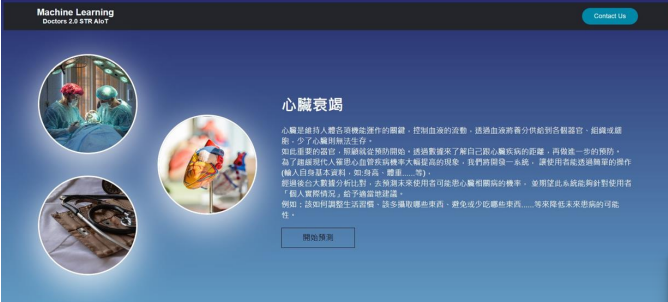 Machine Learning
Doctors 2.0 STR AIoT
Contact Us
心臟衰竭
心臟是維持人體各項機能運作的關鍵，控制血液的流動，透過血液將養分供給到各個器官、組織或細
胞，少了心臟則無法生存。
如此重要的器官，照顧就從預防開始。透過數據來了解自己跟心臟疾病的距離，再做進一步的預防。
為了趨緩現代人罹患心血管疾病機率大幅提高的現象，我們將開發一系統，讓使用者能透過簡單的操作
(輸入自身基本資料，如:身高、體重......等)，
經過後台大數據分析比對，去預測未來使用者可能患心臟相關病的機率， 並期望此系統能夠針對使用者
「個人實際情況」給予適當地建議。
例如：該如何調整生活習慣、該多攝取哪些東西、避免或少吃哪些東西......等來降低未來患病的可能
性。
開始預測